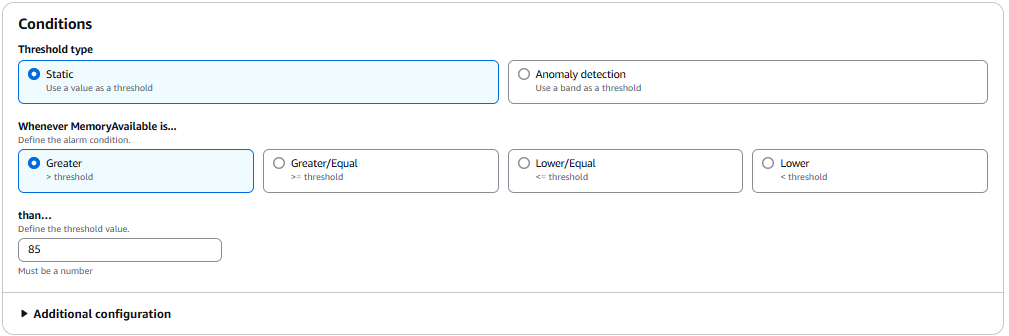 Conditions
Threshold type
Static
Use a value as a threshold
Anomaly detection
Use a band as a threshold
Whenever MemoryAvailable is...
Define the alarm condition.
Greater
> threshold
Greater/Equal
>= threshold
Lower/Equal
<= threshold
Lower
< threshold
than...
Define the threshold value.
85
Must be a number
Additional configuration